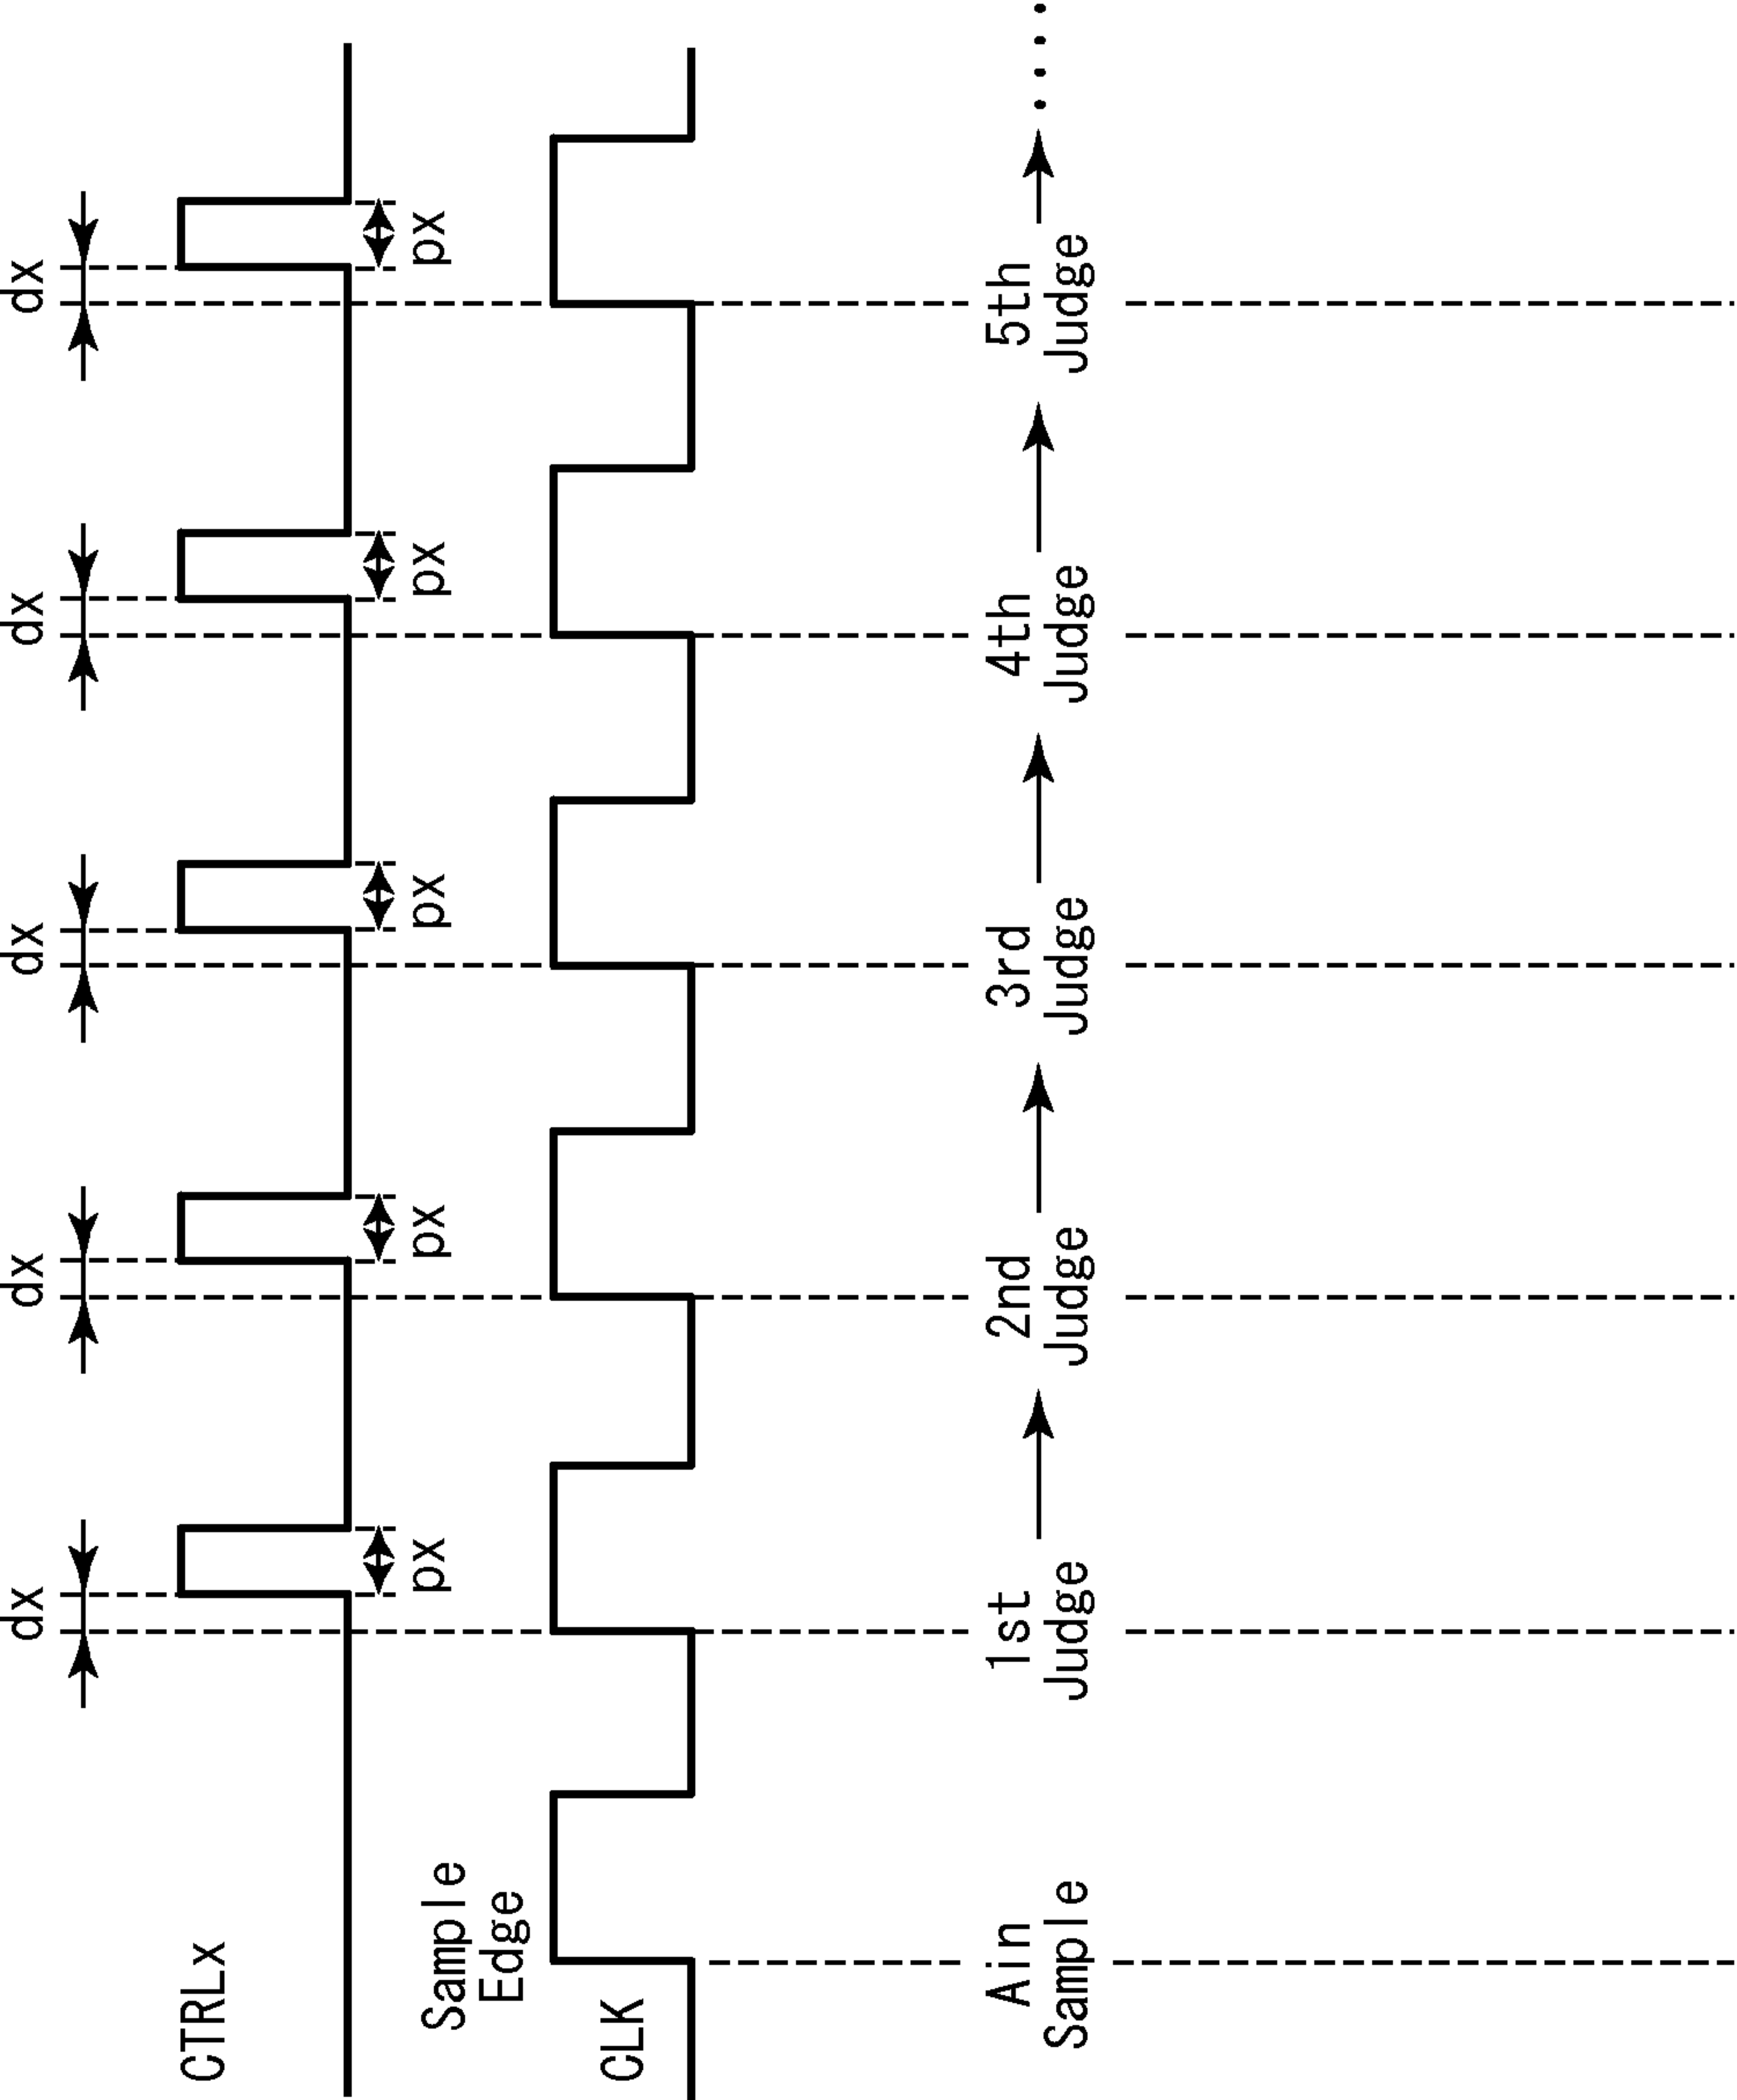 dx
dx
dx
dx
dx
CTRLx
px
px
px
px
px
Sample
Edge
CLK
Ain
Sample
1st
Judge
2nd
Judge
3rd
Judge
4th
Judge
5th
Judge
....